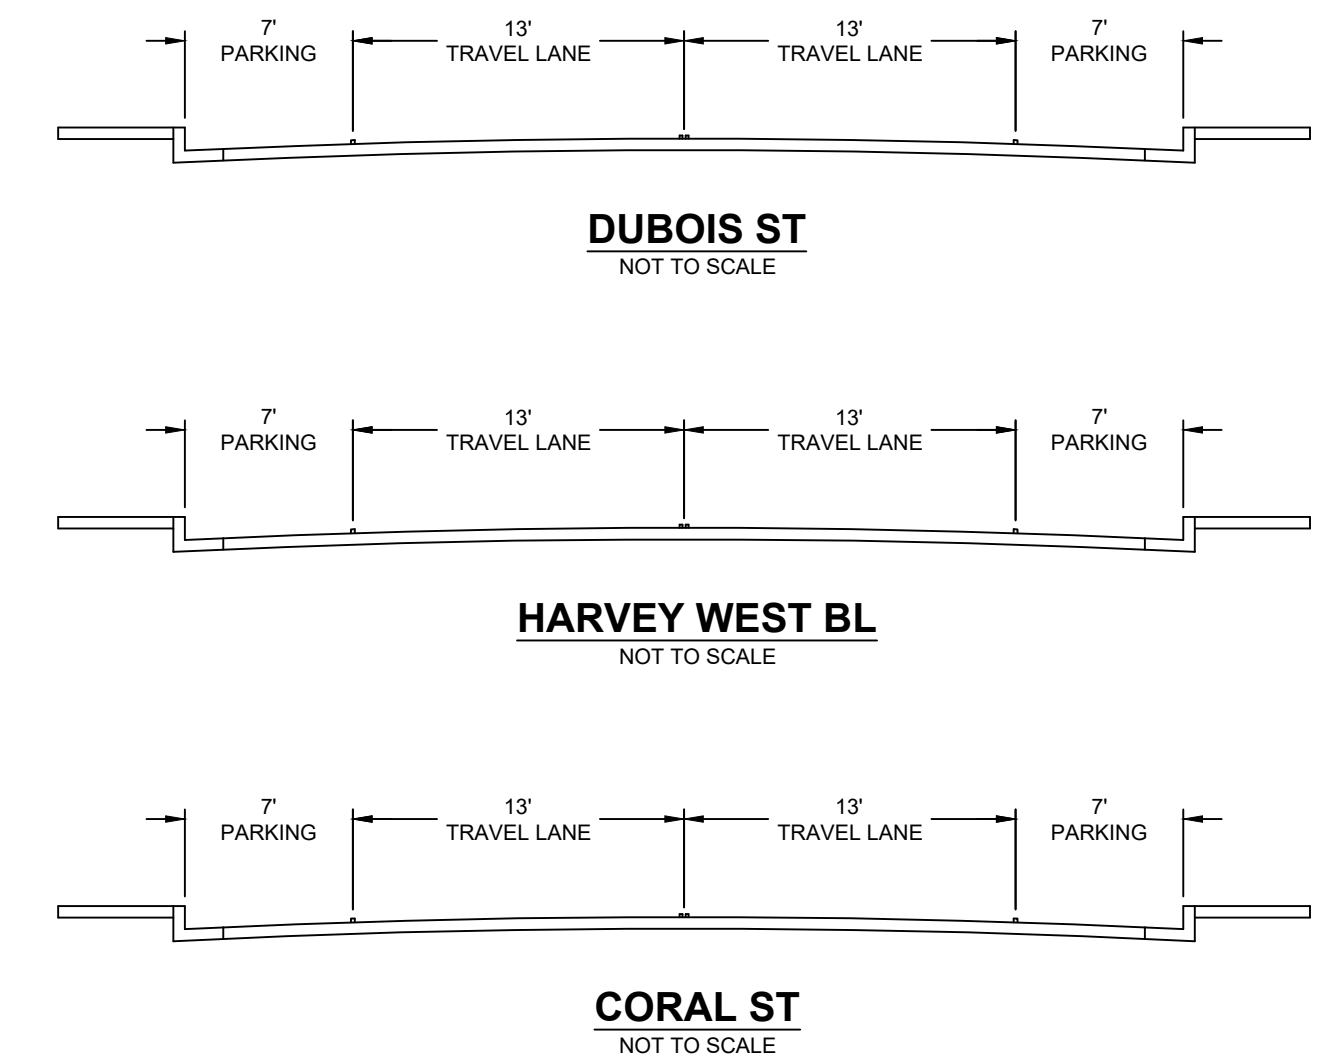 7' 13' 13' 7'
PARKING TRAVEL LANE TRAVEL LANE PARKING
DUBOIS ST
NOT TO SCALE
7' 13' 13' 7'
PARKING TRAVEL LANE TRAVEL LANE PARKING
HARVEY WEST BL
NOT TO SCALE
7' 13' 13' 7'
PARKING TRAVEL LANE TRAVEL LANE PARKING
CORAL ST
NOT TO SCALE